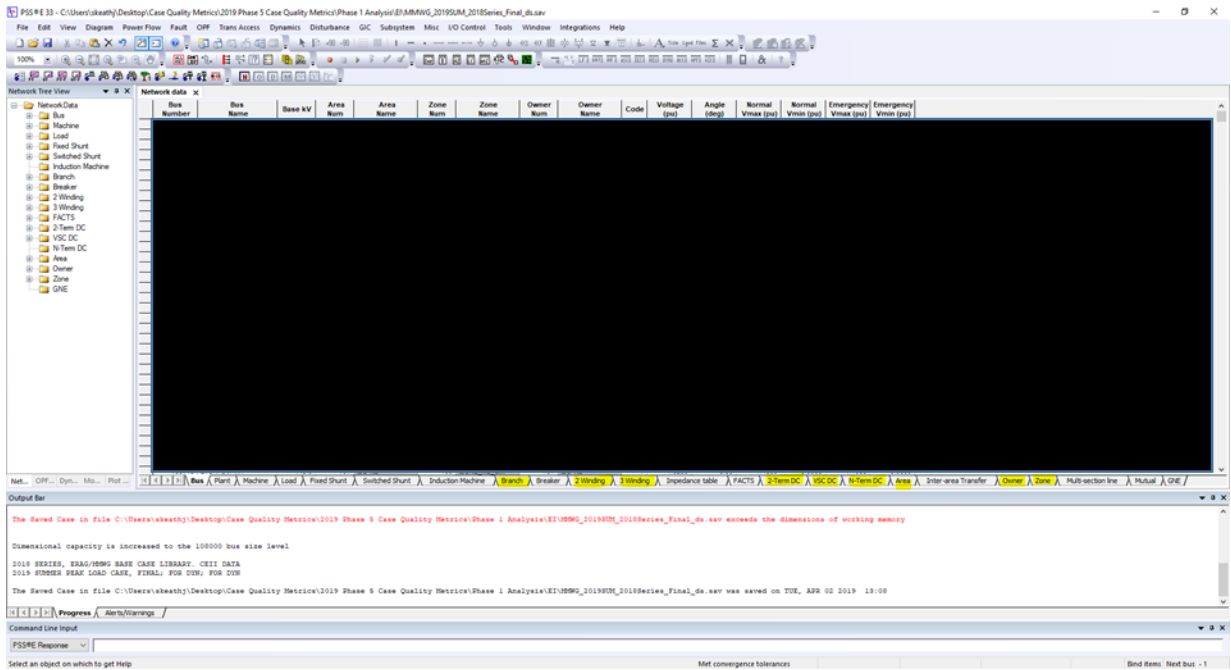 PSS®E 33 - C:\Users\skeathj\Desktop\Case Quality Metrics\2019 Phase 5 Case Quality Metrics\Phase 1 Analysis\EI\MMWG_2019SUM_2018Series_Final_ds.sav
File Edit View Diagram Power Flow Fault OPF Trans Access Dynamics Disturbance GIC Subsystem Misc I/O Control Tools Window Integrations Help
100%
Network Tree View
Network data
Bus Number Bus Name Base kV Area Num Area Name Zone Num Zone Name Owner Num Owner Name Code Voltage (pu) Angle (deg) Normal Vmax (pu) Normal Vmin (pu) Emergency Vmax (pu) Emergency Vmin (pu)
NetworkData
Bus
Machine
Load
Fixed Shunt
Switched Shunt
Induction Machine
Branch
Breaker
2 Winding
3 Winding
FACTS
2-Term DC
VSC DC
N-Term DC
Area
Owner
Zone
GNE
Net... OPF... Dyn... Mo... Plot ...
Bus Plant Machine Load Fixed Shunt Switched Shunt Induction Machine Branch Breaker 2 Winding 3 Winding Impedance table FACTS 2-Term DC VSC DC N-Term DC Area Inter-area Transfer Owner Zone Multi-section line Mutual GNE
Output Bar
The Saved Case in file C:\Users\skeathj\Desktop\Case Quality Metrics\2019 Phase 5 Case Quality Metrics\Phase 1 Analysis\EI\MMWG_2019SUM_2018Series_Final_ds.sav exceeds the dimensions of working memory
Dimensional capacity is increased to the 108000 bus size level
2018 SERIES, ERAG/MMWG BASE CASE LIBRARY. CEII DATA
2019 SUMMER PEAK LOAD CASE, FINAL; FOR DYN; FOR DYN
The Saved Case in file C:\Users\skeathj\Desktop\Case Quality Metrics\2019 Phase 5 Case Quality Metrics\Phase 1 Analysis\EI\MMWG_2019SUM_2018Series_Final_ds.sav was saved on TUE, APR 02 2019 13:08
Progress Alerts/Warnings
Command Line Input
PSS®E Response
Select an object on which to get Help
Met convergence tolerances
Bind items Next bus - 1